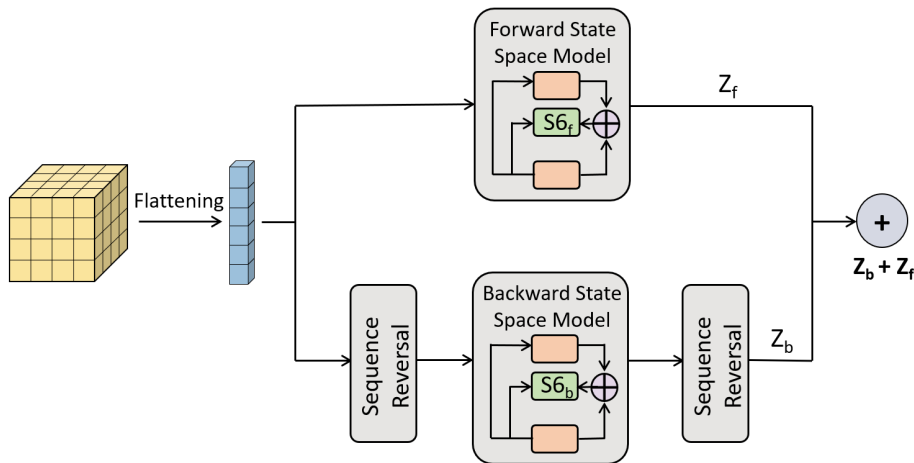 Forward State
Space Model
S6f
Zf
Flattening
+
Zb + Zf
Sequence
Reversal
Backward State
Space Model
S6b
Sequence
Reversal
Zb